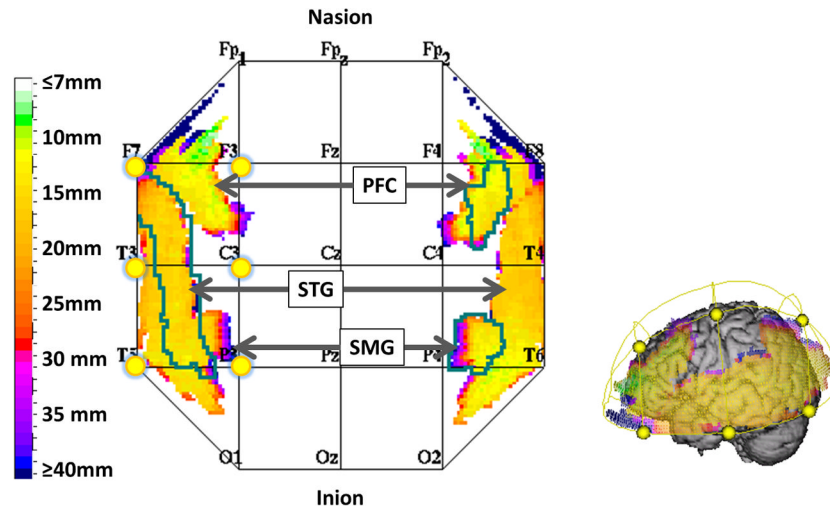 Nasion
Fp1 Fpz Fp2
≤7mm
10mm
15mm
20mm
25mm
30 mm
35 mm
≥40mm
F7 F3 Fz F4 F8
PFC
T3 C3 Cz C4 T4
STG
SMG
T5 P3 Pz P4 T6
O1 Oz O2
Inion